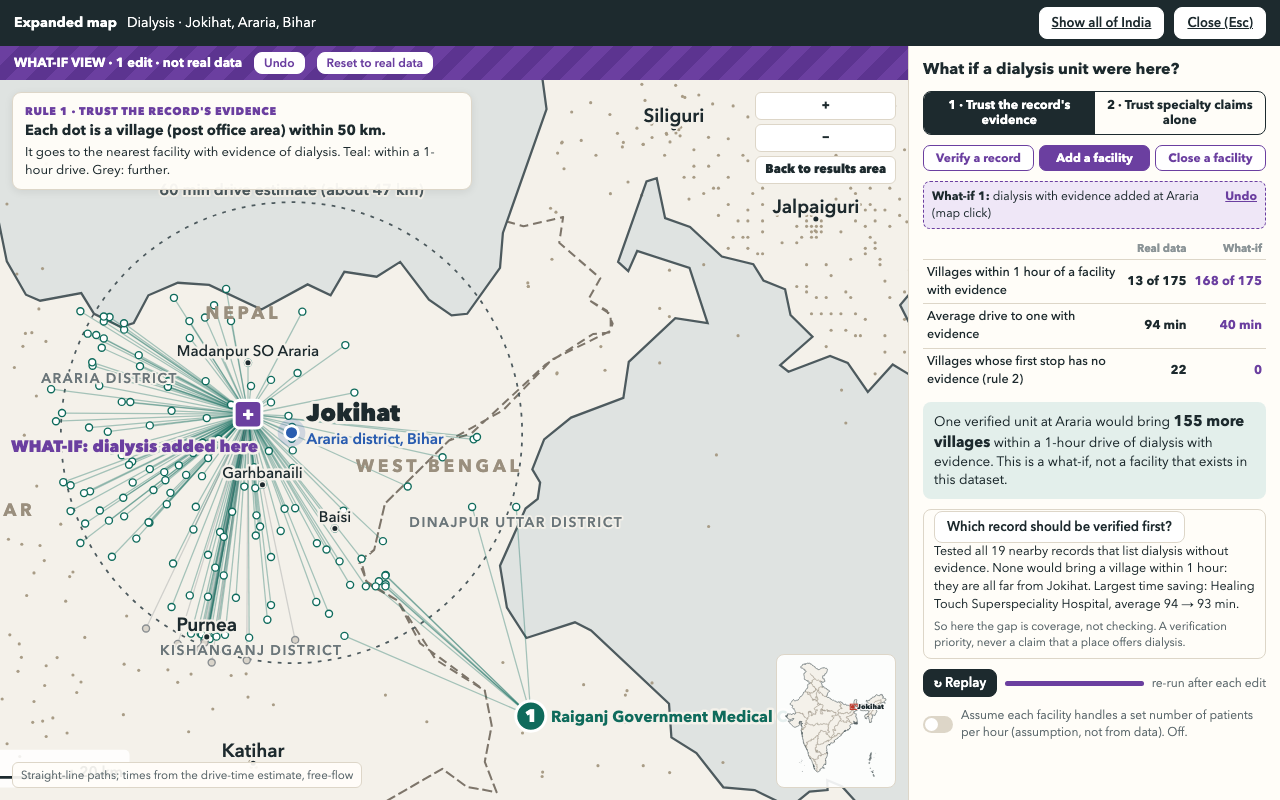 Expanded map Dialysis · Jokihat, Araria, Bihar
Show all of India
Close (Esc)
WHAT-IF VIEW · 1 edit · not real data
Undo
Reset to real data
RULE 1 · TRUST THE RECORD'S EVIDENCE
Each dot is a village (post office area) within 50 km.
It goes to the nearest facility with evidence of dialysis. Teal: within a 1-
hour drive. Grey: further.
60 min drive estimate (about 47 km)
+
−
Back to results area
Siliguri
Jalpaiguri
NEPAL
Madanpur SO Araria
ARARIA DISTRICT
+
Jokihat
Araria district, Bihar
WHAT-IF: dialysis added here
WEST BENGAL
Garhbanaili
AR
Baisi
DINAJPUR UTTAR DISTRICT
Purnea
KISHANGANJ DISTRICT
1
Raiganj Government Medical
Katihar
Jokihat
Straight-line paths; times from the drive-time estimate, free-flow
What if a dialysis unit were here?
1 · Trust the record's
evidence
2 · Trust specialty claims
alone
Verify a record
Add a facility
Close a facility
What-if 1: dialysis with evidence added at Araria
(map click)
Undo
Real data
What-if
Villages within 1 hour of a facility
with evidence
13 of 175
168 of 175
Average drive to one with
evidence
94 min
40 min
Villages whose first stop has no
evidence (rule 2)
22
0
One verified unit at Araria would bring 155 more
villages within a 1-hour drive of dialysis with
evidence. This is a what-if, not a facility that exists in
this dataset.
Which record should be verified first?
Tested all 19 nearby records that list dialysis without
evidence. None would bring a village within 1 hour:
they are all far from Jokihat. Largest time saving: Healing
Touch Superspeciality Hospital, average 94 → 93 min.
So here the gap is coverage, not checking. A verification
priority, never a claim that a place offers dialysis.
↻ Replay
re-run after each edit
Assume each facility handles a set number of patients
per hour (assumption, not from data). Off.